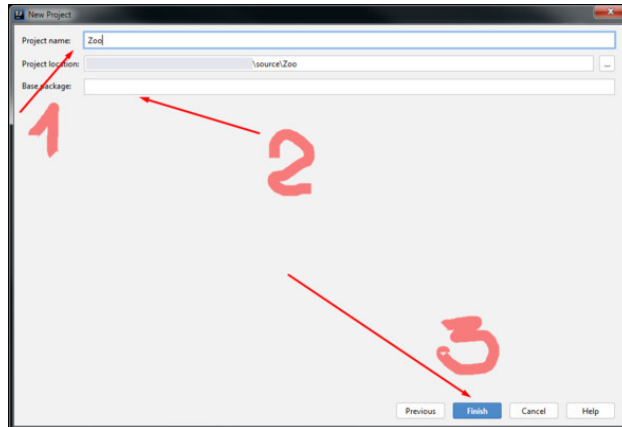 New Project
Project name: Zoo
Project location: \source\Zoo ...
Base package:
1
2
3
Previous Finish Cancel Help